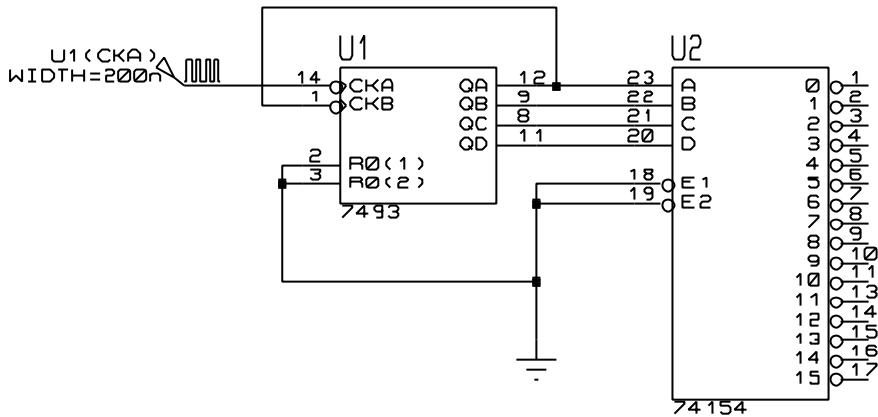 U1(CKA)
WIDTH=200n
U1
14 CKA QA 12
1 CKB QB 9
QC 8
QD 11
2 R0(1)
3 R0(2)
7493
U2
23 A 0 1
22 B 1 2
21 C 2 3
20 D 3 4
4 5
18 E1 5 6
19 E2 6 7
7 8
8 9
9 10
10 11
11 13
12 14
13 15
14 16
15 17
74154